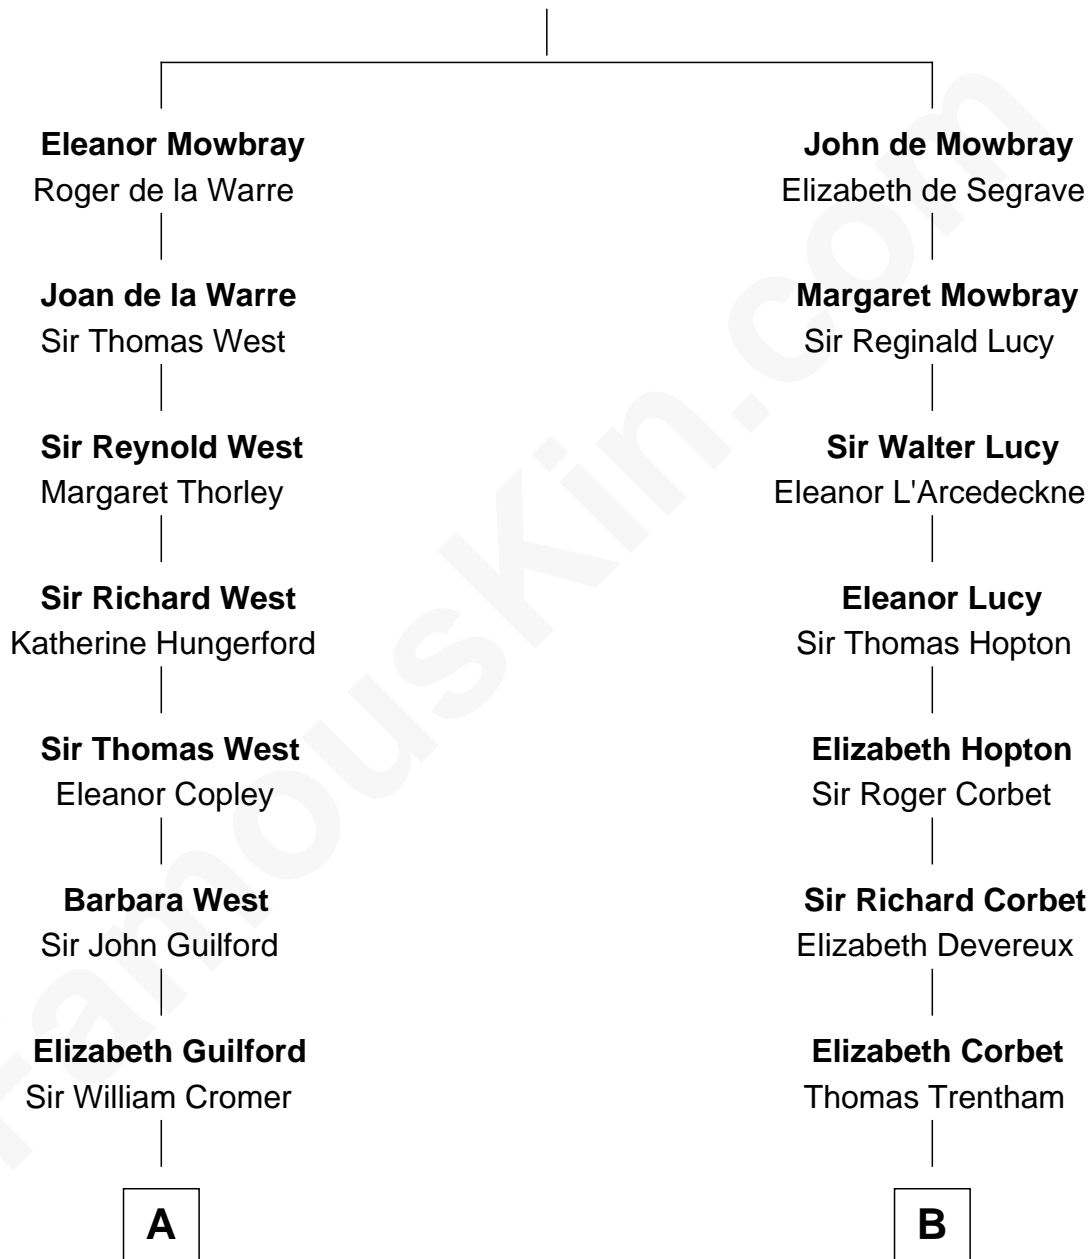 Eleanor Mowbray
Roger de la Warre
Joan de la Warre
Sir Thomas West
Sir Reynold West
Margaret Thorley
Sir Richard West
Katherine Hungerford
Sir Thomas West
Eleanor Copley
Barbara West
Sir John Guilford
Elizabeth Guilford
Sir William Cromer
A
John de Mowbray
Elizabeth de Segrave
Margaret Mowbray
Sir Reginald Lucy
Sir Walter Lucy
Eleanor L'Arcedeckne
Eleanor Lucy
Sir Thomas Hopton
Elizabeth Hopton
Sir Roger Corbet
Sir Richard Corbet
Elizabeth Devereux
Elizabeth Corbet
Thomas Trentham
B
FamousKin.com